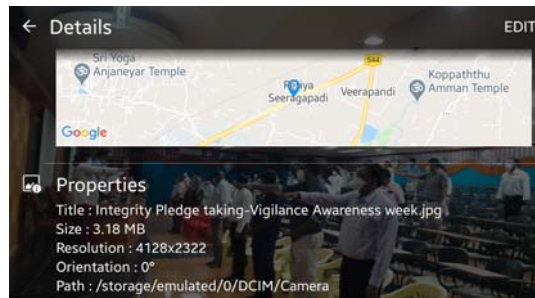 Details
EDIT
Sri Yoga
Anjaneyar Temple
544
Koppaththu
Amman Temple
Seeragapadi
Veerapandi
Google
Properties
Title : Integrity Pledge taking-Vigilance Awareness week.jpg
Size : 3.18 MB
Resolution : 4128x2322
Orientation : 0°
Path : /storage/emulated/0/DCIM/Camera